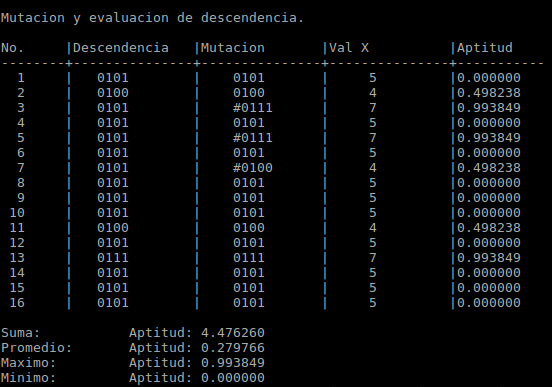 Mutacion y evaluacion de descendencia.
No. |Descendencia |Mutacion |Val X |Aptitud
--------+---------------+---------------+---------------+-----------
1 | 0101 | 0101 | 5 |0.000000
2 | 0100 | 0100 | 4 |0.498238
3 | 0101 | #0111 | 7 |0.993849
4 | 0101 | 0101 | 5 |0.000000
5 | 0101 | #0111 | 7 |0.993849
6 | 0101 | 0101 | 5 |0.000000
7 | 0101 | #0100 | 4 |0.498238
8 | 0101 | 0101 | 5 |0.000000
9 | 0101 | 0101 | 5 |0.000000
10 | 0101 | 0101 | 5 |0.000000
11 | 0100 | 0100 | 4 |0.498238
12 | 0101 | 0101 | 5 |0.000000
13 | 0111 | 0111 | 7 |0.993849
14 | 0101 | 0101 | 5 |0.000000
15 | 0101 | 0101 | 5 |0.000000
16 | 0101 | 0101 | 5 |0.000000
Suma: Aptitud: 4.476260
Promedio: Aptitud: 0.279766
Maximo: Aptitud: 0.993849
Minimo: Aptitud: 0.000000